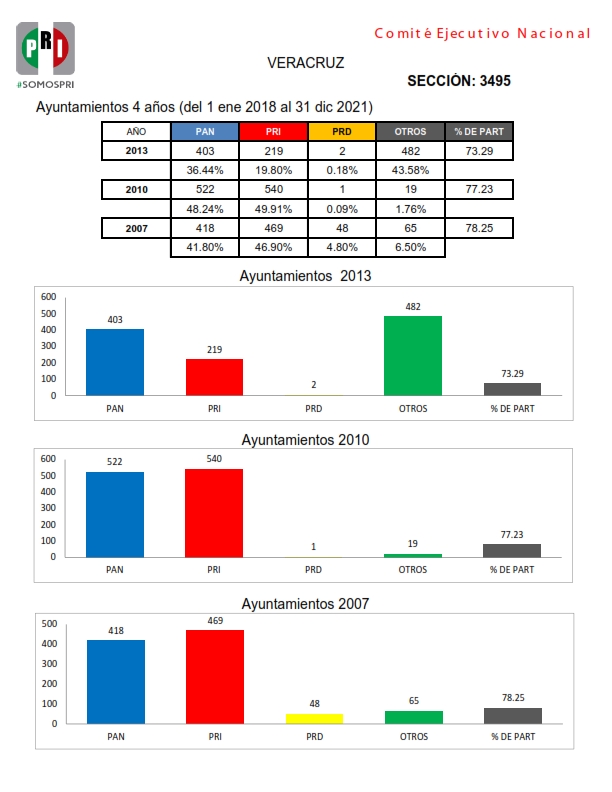 Comité Ejecutivo Nacional
PRI
#SOMOSPRI
VERACRUZ
SECCIÓN: 3495
Ayuntamientos 4 años (del 1 ene 2018 al 31 dic 2021)
AÑO PAN PRI PRD OTROS % DE PART
2013 403 219 2 482 73.29
36.44% 19.80% 0.18% 43.58%
2010 522 540 1 19 77.23
48.24% 49.91% 0.09% 1.76%
2007 418 469 48 65 78.25
41.80% 46.90% 4.80% 6.50%
Ayuntamientos 2013
600
500
400
300
200
100
0
403
219
2
482
73.29
PAN PRI PRD OTROS % DE PART
Ayuntamientos 2010
600
500
400
300
200
100
0
522
540
1
19
77.23
PAN PRI PRD OTROS % DE PART
Ayuntamientos 2007
500
400
300
200
100
0
418
469
48
65
78.25
PAN PRI PRD OTROS % DE PART